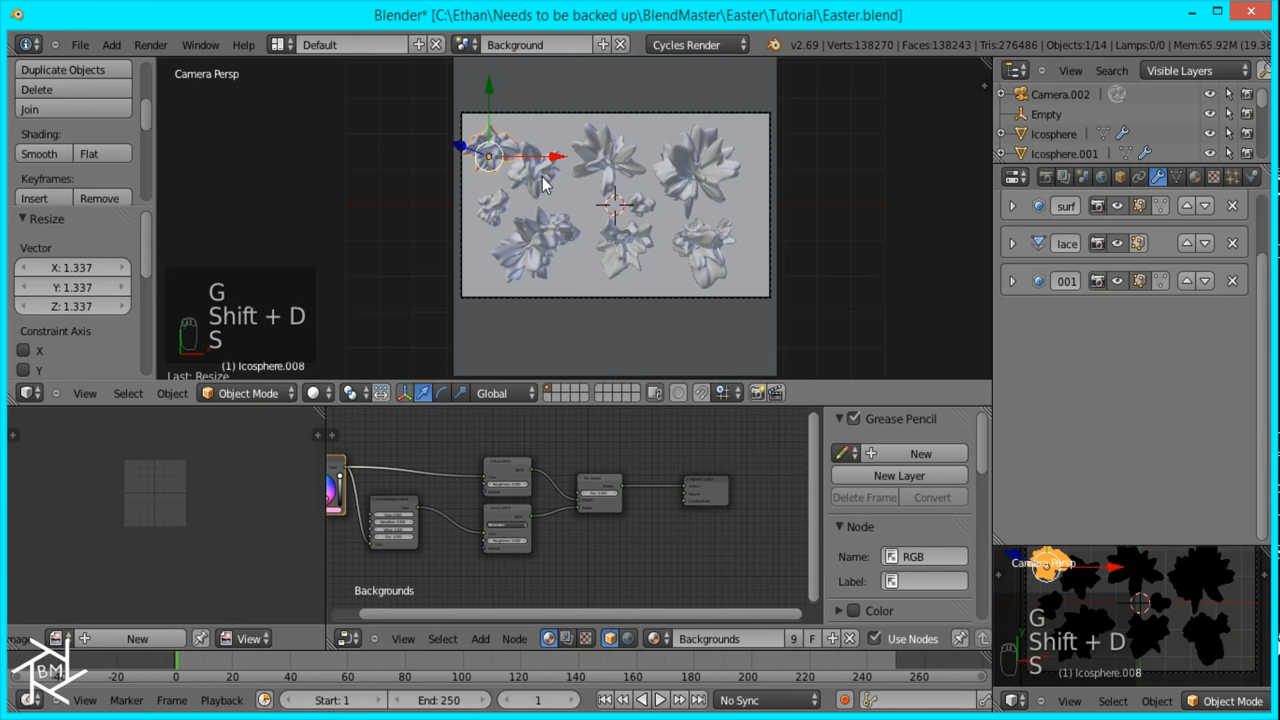 Blender* [C:\Ethan\Needs to be backed up\BlendMaster\Easter\Tutorial\Easter.blend]
File Add Render Window Help Default Background Cycles Render v2.69 | Verts:138270 | Faces:138243 | Tris:276486 | Objects:1/14 | Lamps:0/0 | Mem:65.92M (19.36
Duplicate Objects
Delete
Join
Shading:
Smooth Flat
Keyframes:
Insert Remove
Resize
Vector
X: 1.337
Y: 1.337
Z: 1.337
Constraint Axis
X
Y
Camera Persp
G
Shift + D
S
(1) Icosphere.008
Last: Resize
View Select Object Object Mode Global
View Search Visible Layers
Camera.002
Empty
Icosphere
Icosphere.001
surf
lace
001
Backgrounds
Grease Pencil
New
New Layer
Delete Frame Convert
Node
Name: RGB
Label:
Color
Camera Persp
G
Shift + D
S
(1) Icosphere.008
New View
View Select Add Node Backgrounds 9 F Use Nodes
-40 0 20 40 60 80 100 120 140 160 180 200 220 240 260
BM
View Marker Frame Playback Start: 1 End: 250 1 No Sync
View Select Object Object Mode